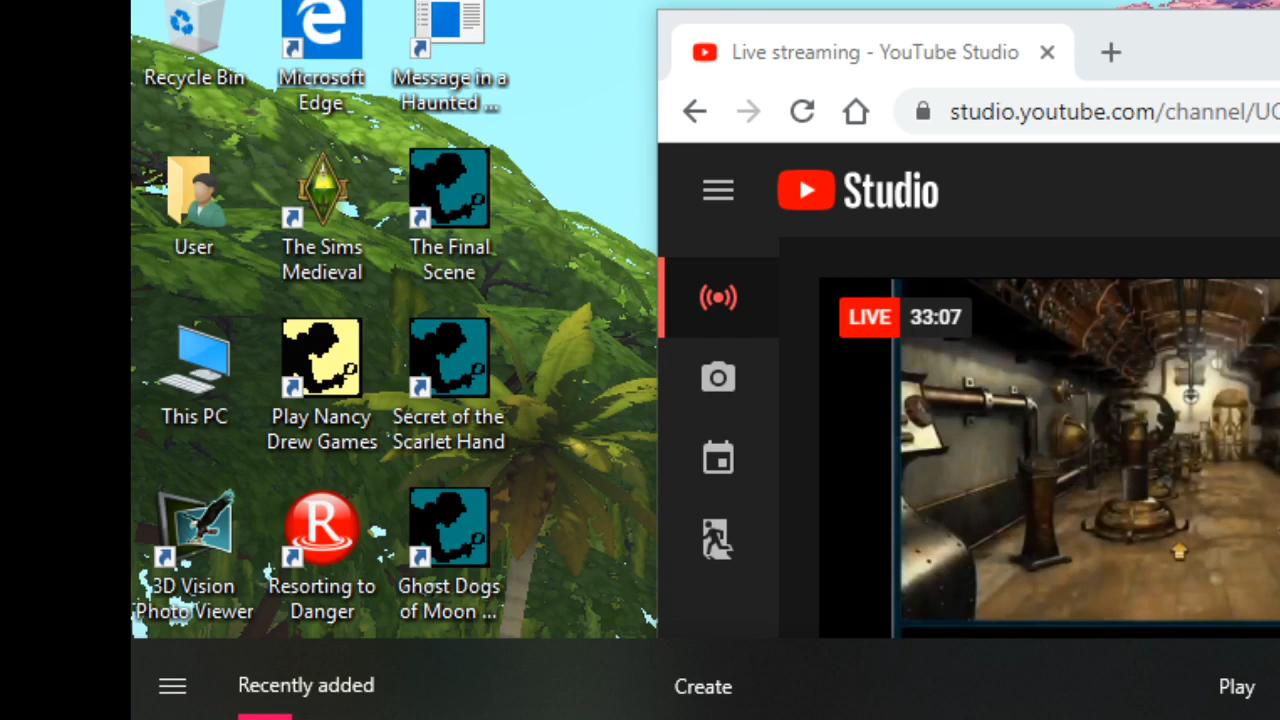 Recycle Bin
Microsoft
Edge
Message in a
Haunted ...
User
The Sims
Medieval
The Final
Scene
This PC
Play Nancy
Drew Games
Secret of the
Scarlet Hand
3D Vision
Photo Viewer
R
Resorting to
Danger
Ghost Dogs
of Moon ...
Live streaming - YouTube Studio
studio.youtube.com/channel/UC
Studio
LIVE 33:07
Recently added
Create
Play